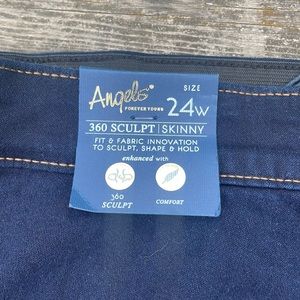 Angels
FOREVER YOUNG
SIZE
24W
360 SCULPT | SKINNY
FIT & FABRIC INNOVATION
TO SCULPT, SHAPE & HOLD
enhanced with
360
SCULPT
COMFORT